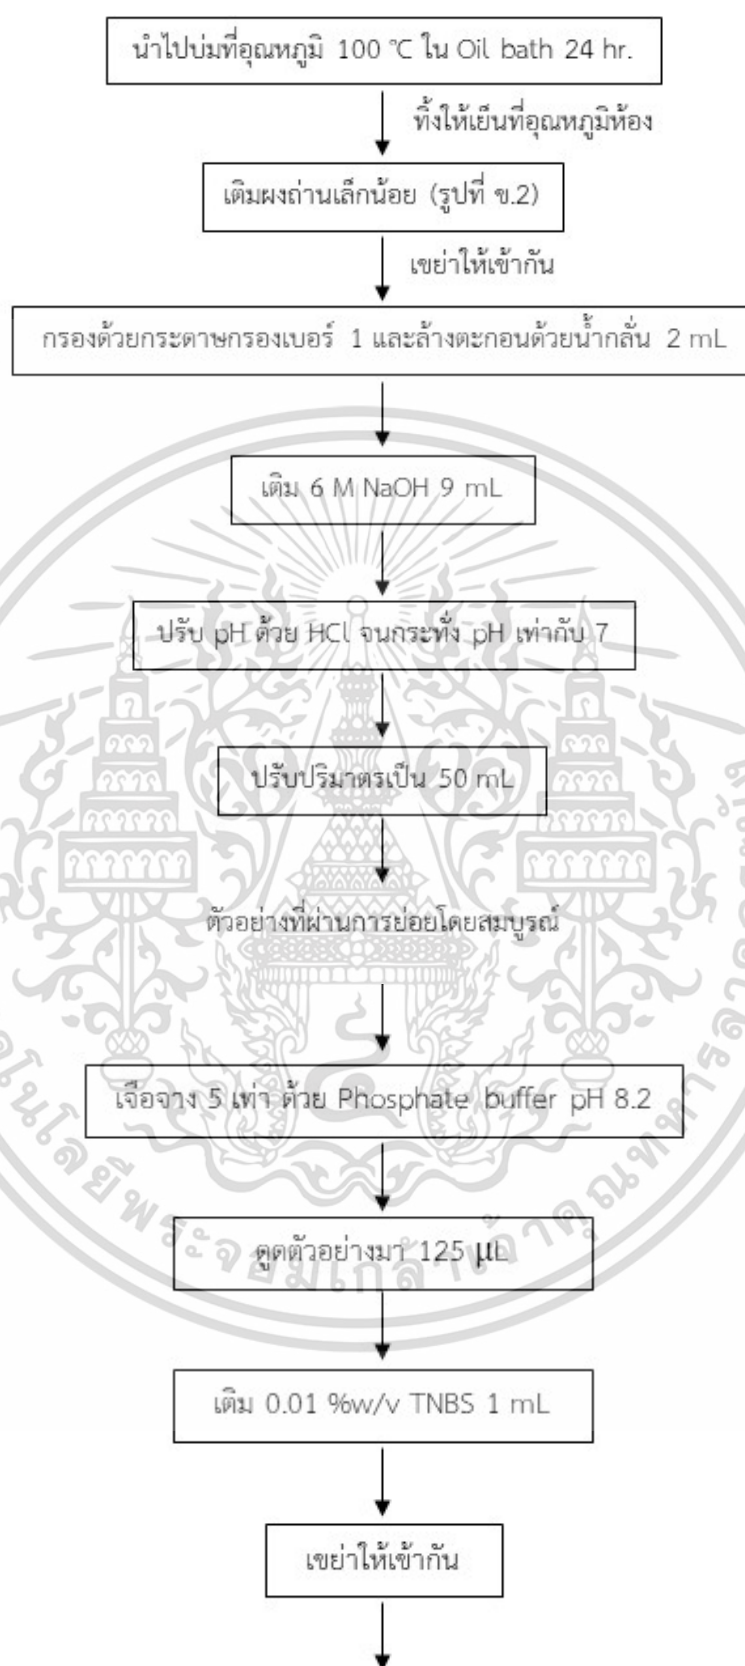 นำไปบ่มที่อุณหภูมิ 100 °C ใน Oil bath 24 hr.
ทิ้งให้เย็นที่อุณหภูมิห้อง
เติมผงถ่านเล็กน้อย (รูปที่ ข.2)
เขย่าให้เข้ากัน
กรองด้วยกระดาษกรองเบอร์ 1 และล้างตะกอนด้วยน้ำกลั่น 2 mL
เติม 6 M NaOH 9 mL
ปรับ pH ด้วย HCl จนกระทั่ง pH เท่ากับ 7
ปรับปริมาตรเป็น 50 mL
ตัวอย่างที่ผ่านการย่อยโดยสมบูรณ์
เจือจาง 5 เท่า ด้วย Phosphate buffer pH 8.2
ดูดตัวอย่างมา 125 µL
เติม 0.01 %w/v TNBS 1 mL
เขย่าให้เข้ากัน